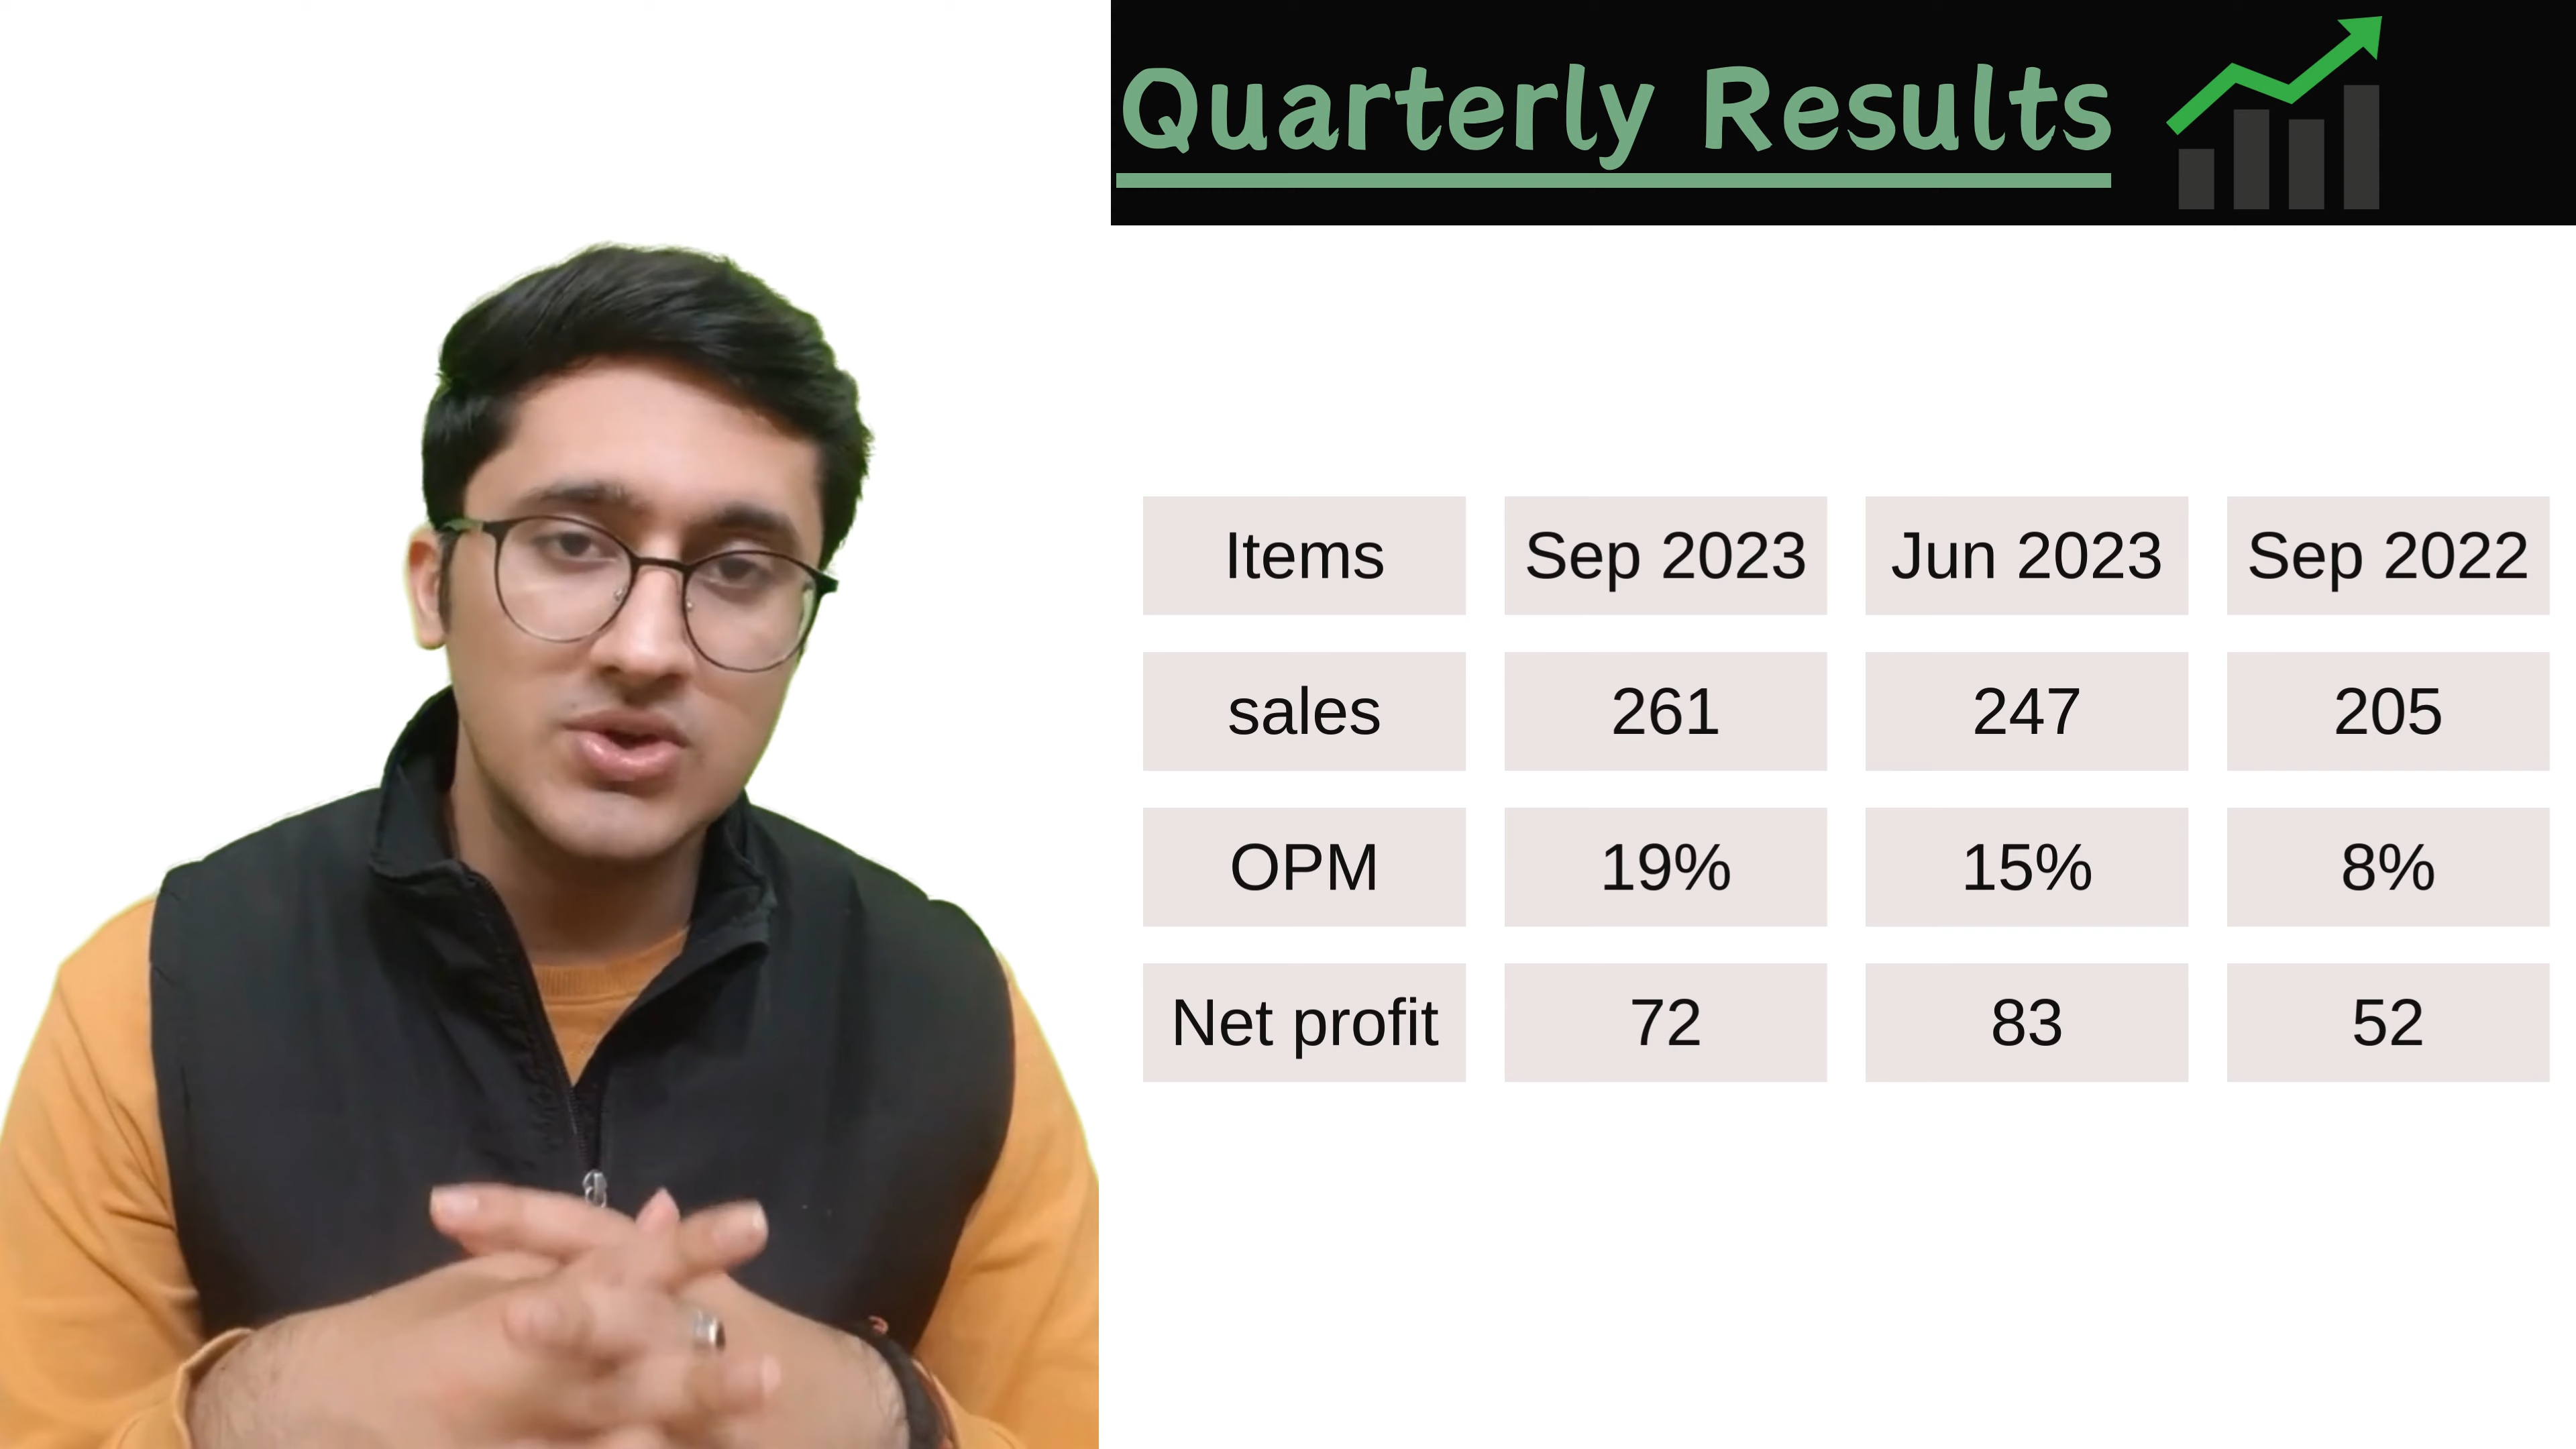 Quarterly Results
Items Sep 2023 Jun 2023 Sep 2022
sales 261 247 205
OPM 19% 15% 8%
Net profit 72 83 52